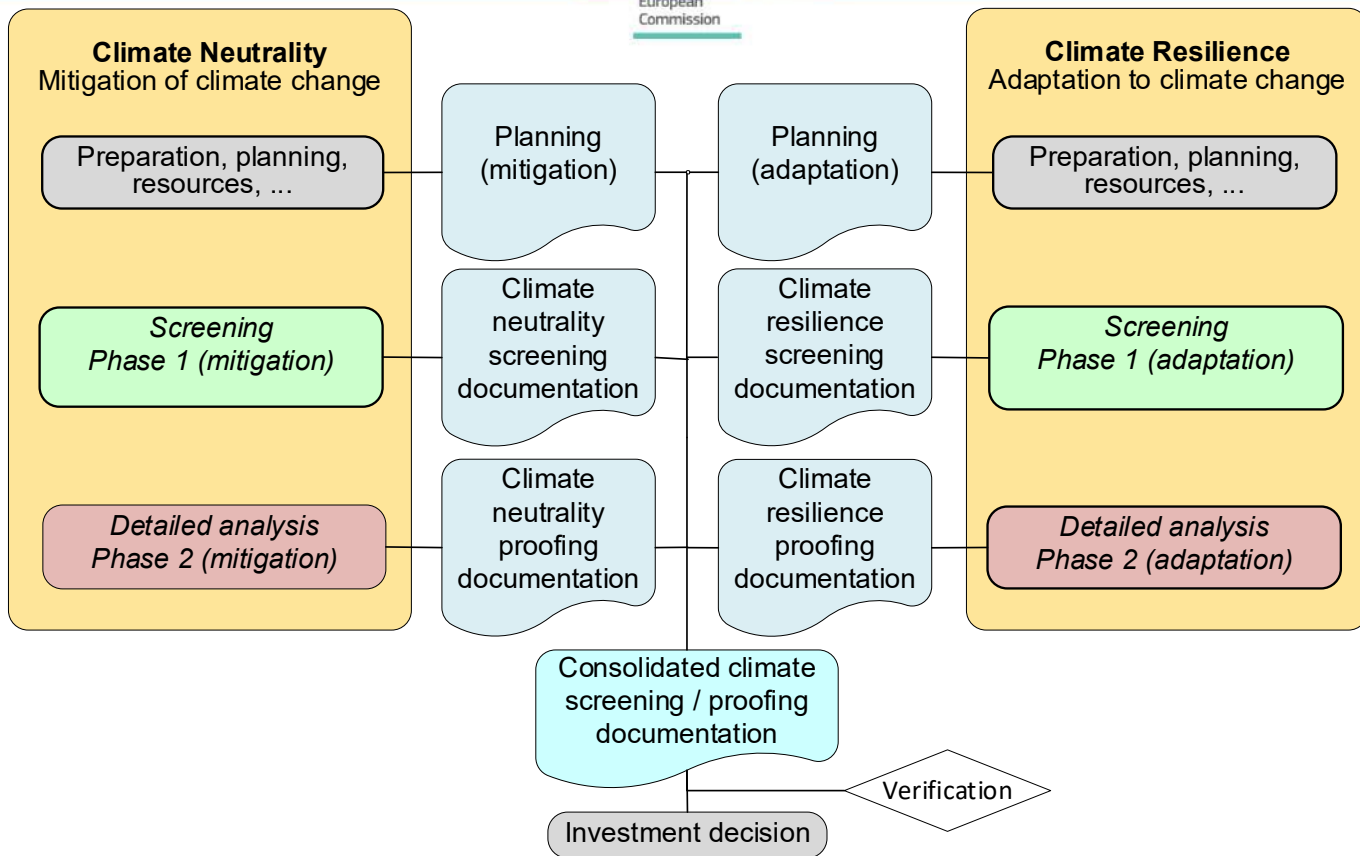 European
Commission
Climate Neutrality
Mitigation of climate change
Preparation, planning,
resources, ...
Screening
Phase 1 (mitigation)
Detailed analysis
Phase 2 (mitigation)
Planning
(mitigation)
Climate
neutrality
screening
documentation
Climate
neutrality
proofing
documentation
Planning
(adaptation)
Climate
resilience
screening
documentation
Climate
resilience
proofing
documentation
Climate Resilience
Adaptation to climate change
Preparation, planning,
resources, ...
Screening
Phase 1 (adaptation)
Detailed analysis
Phase 2 (adaptation)
Consolidated climate
screening / proofing
documentation
Verification
Investment decision